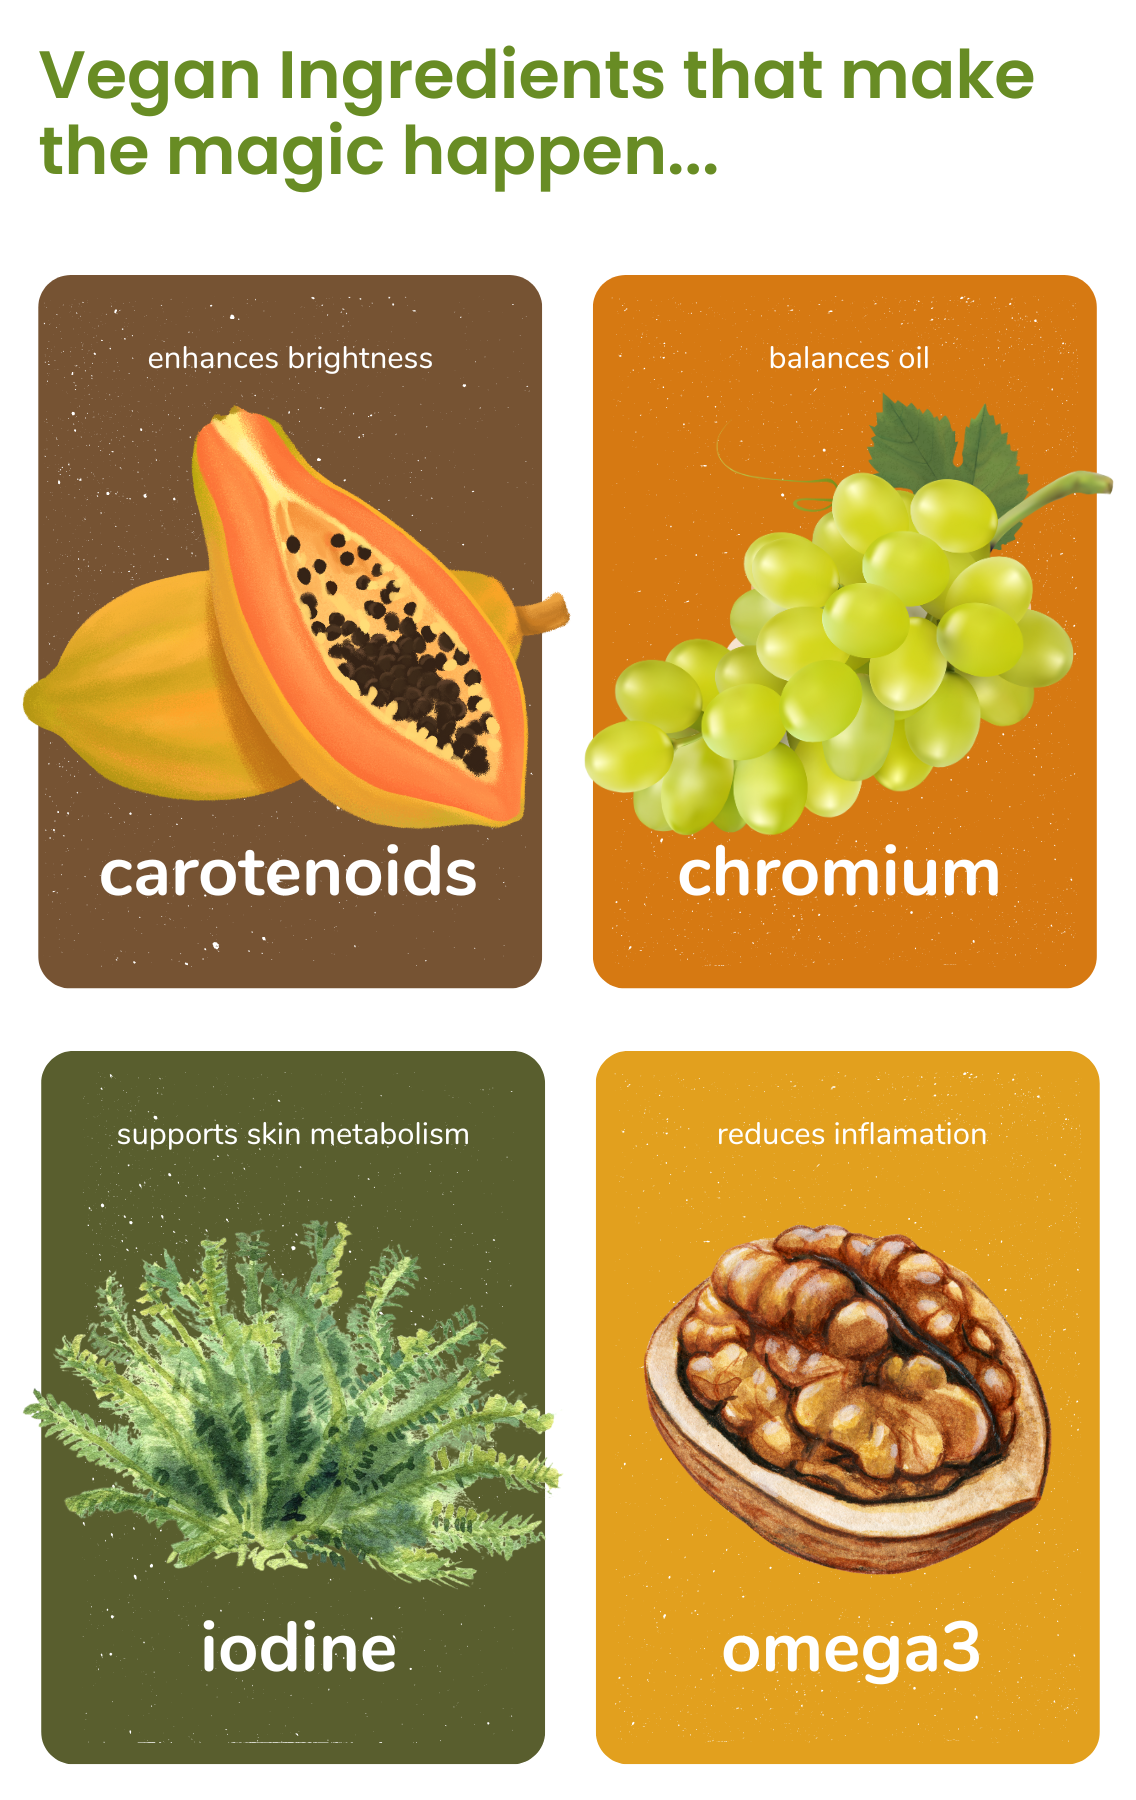 Vegan Ingredients that make
the magic happen...
enhances brightness
carotenoids
balances oil
chromium
supports skin metabolism
iodine
reduces inflamation
omega3